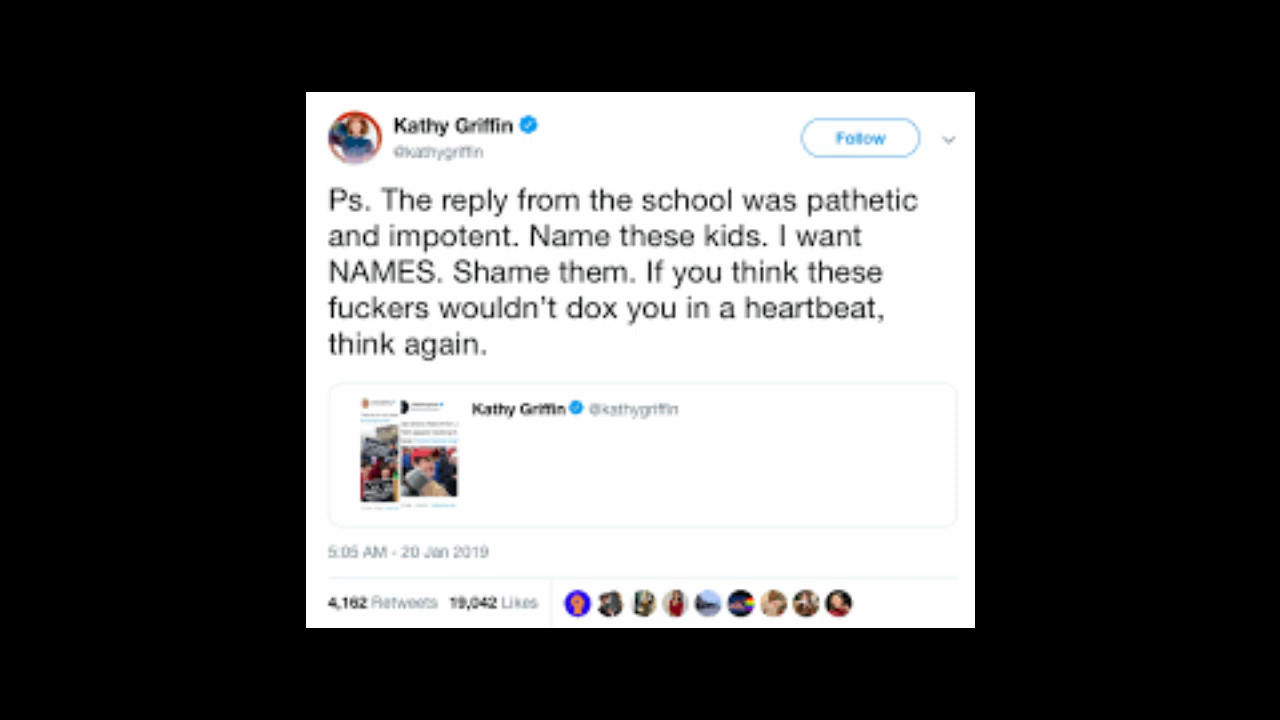 Kathy Griffin
@kathygriffin
Follow
Ps. The reply from the school was pathetic
and impotent. Name these kids. I want
NAMES. Shame them. If you think these
fuckers wouldn't dox you in a heartbeat,
think again.
Kathy Griffin @kathygriffin
5:05 AM - 20 Jan 2019
4,162 Retweets 19,042 Likes